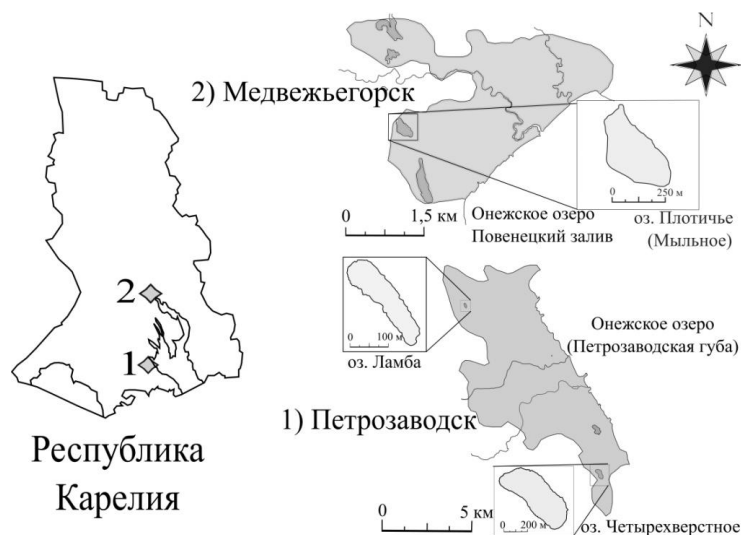 N
2) Медвежьегорск
0 250 м
0 1,5 км
Онежское озеро
Повенецкий залив
оз. Плотичье
(Мыльное)
2
1
Республика
Карелия
0 100 м
оз. Ламба
Онежское озеро
(Петрозаводская губа)
1) Петрозаводск
0 200 м
0 5 км
оз. Четырехверстное